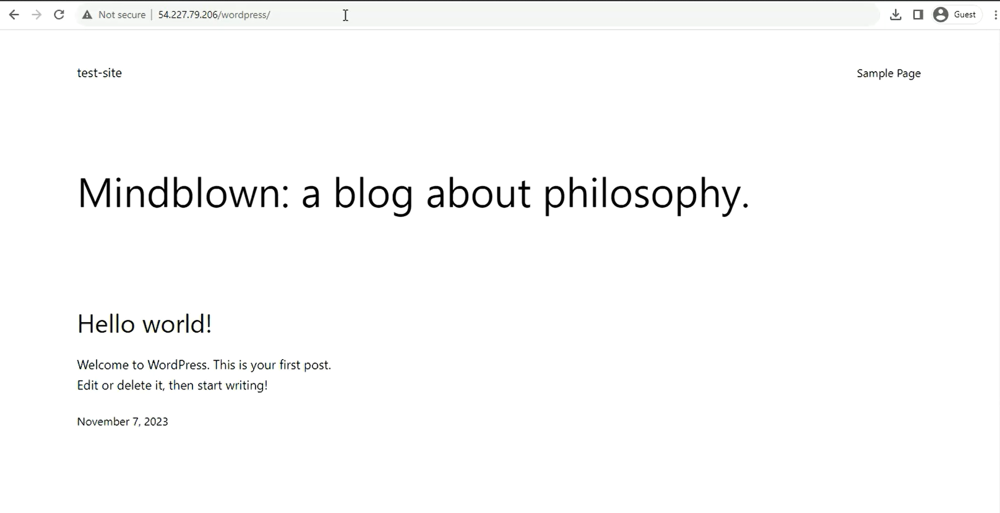 Not secure | 54.227.79.206/wordpress/ Guest
test-site Sample Page
Mindblown: a blog about philosophy.
Hello world!
Welcome to WordPress. This is your first post.
Edit or delete it, then start writing!
November 7, 2023